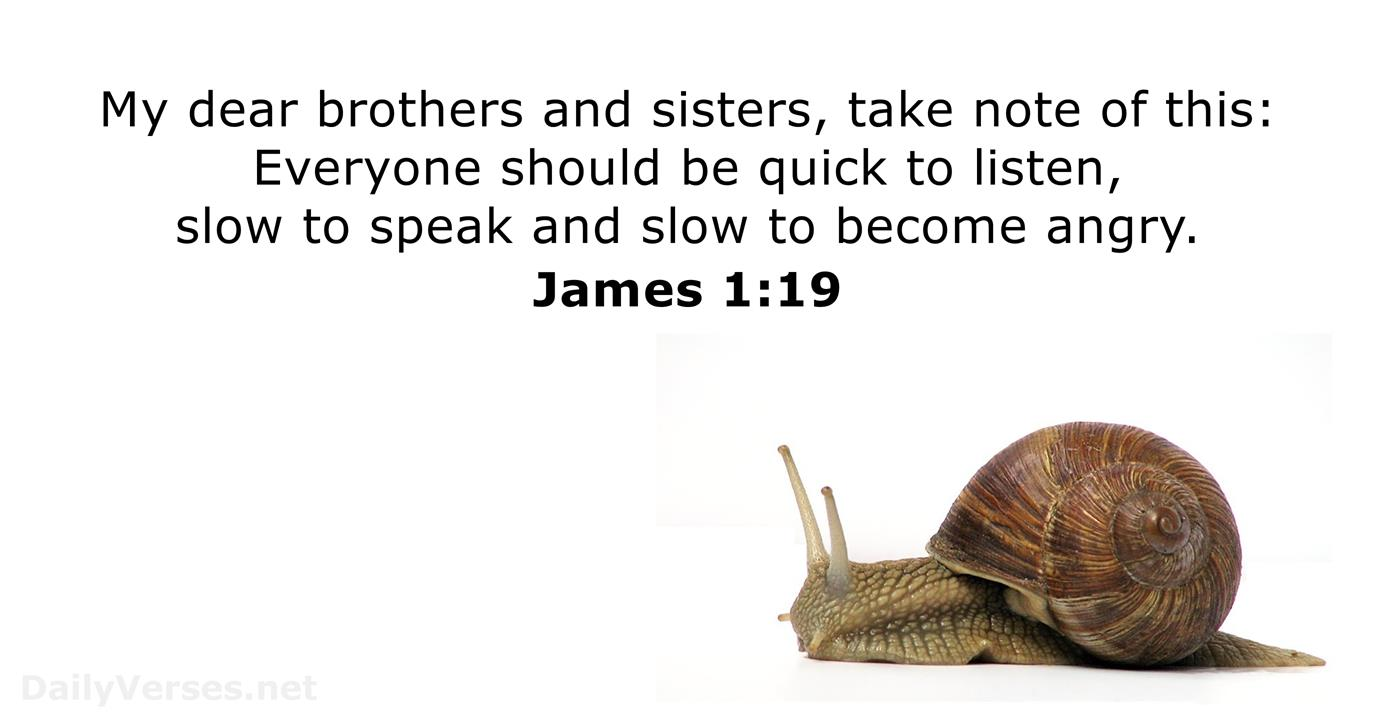 My dear brothers and sisters, take note of this:
Everyone should be quick to listen,
slow to speak and slow to become angry.
James 1:19
DailyVerses.net